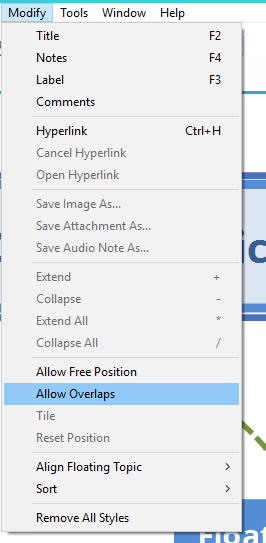 Modify Tools Window Help
Title F2
Notes F4
Label F3
Comments
Hyperlink Ctrl+H
Cancel Hyperlink
Open Hyperlink
Save Image As...
Save Attachment As...
Save Audio Note As...
Extend +
Collapse -
Extend All *
Collapse All /
Allow Free Position
Allow Overlaps
Tile
Reset Position
Align Floating Topic
Sort
Remove All Styles